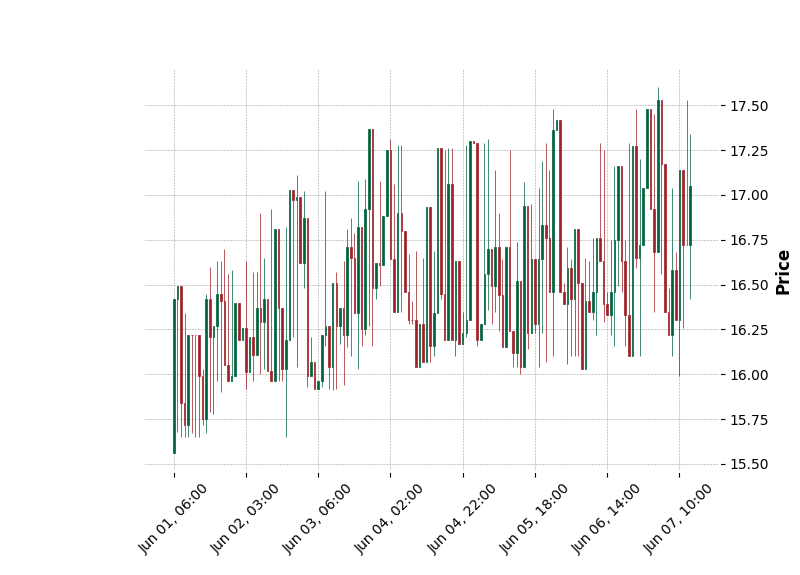 17.50
17.25
17.00
16.75
16.50
16.25
16.00
15.75
15.50
Price
Jun 01, 06:00
Jun 02, 03:00
Jun 03, 06:00
Jun 04, 02:00
Jun 04, 22:00
Jun 05, 18:00
Jun 06, 14:00
Jun 07, 10:00